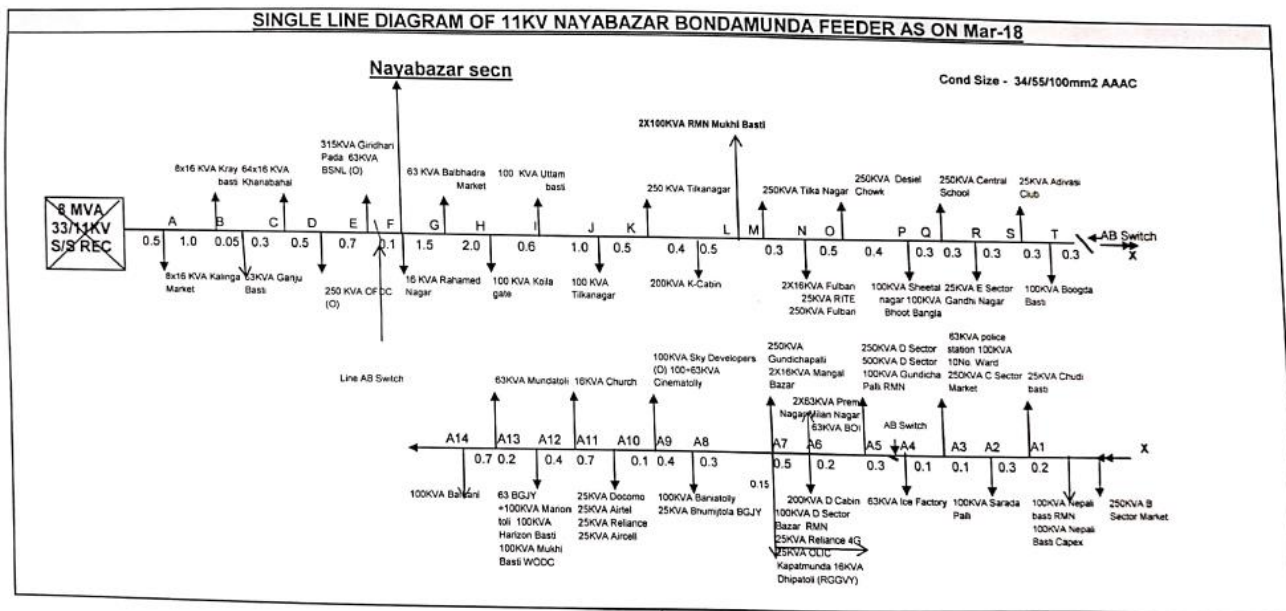 SINGLE LINE DIAGRAM OF 11KV NAYABAZAR BONDAMUNDA FEEDER AS ON Mar-18
Nayabazar secn
Cond Size - 34/55/100mm2 AAAC
2X100KVA RMN Mukhi Basti
315KVA Giridhari
Pada 63KVA
BSNL (O)
8x16 KVA Kray
basti
64x16 KVA
Khanabahal
63 KVA Balbhadra
Market
100 KVA Uttam
basti
250 KVA Tilkanagar
250KVA Tilka Nagar
250KVA Desiel
Chowk
250KVA Central
School
25KVA Adivasi
Club
8 MVA
33/11KV
S/S REC
A B C D E F G H I J K L M N O P Q R S T
AB Switch
X
0.5 1.0 0.05 0.3 0.5 0.7 0.1 1.5 2.0 0.6 1.0 0.5 0.4 0.5 0.3 0.5 0.4 0.3 0.3 0.3 0.3
8x16 KVA Kalinga
Market
63KVA Ganju
Basti
250 KVA
(O)
16 KVA Rahamed
Nagar
100 KVA Koila
gate
100 KVA
Tilkanagar
200KVA K-Cabin
2X16KVA Fulban
25KVA RITE
250KVA Fulban
100KVA Sheetal
nagar 100KVA
Bhoot Bangla
25KVA E Sector
Gandhi Nagar
100KVA Boogda
Basti
Line AB Switch
63KVA Mundatoli
16KVA Church
100KVA Sky Developers
(O) 100+63KVA
Cinematolly
250KVA
Gundichapalli
2X16KVA Mangal
Bazar
2X63KVA Prem
Nagar Milan Nagar
63KVA BOI
250KVA D Sector
500KVA D Sector
100KVA Gundicha
Palli RMN
AB Switch
63KVA police
station 100KVA
10No. Ward
250KVA C Sector
Market
25KVA Chudi
basti
A14 A13 A12 A11 A10 A9 A8 A7 A6 A5 A4 A3 A2 A1 X
0.7 0.2 0.4 0.7 0.1 0.4 0.3 0.5 0.2 0.3 0.1 0.1 0.3 0.2
0.15
100KVA
63 BGJY
+100KVA Manon
toli 100KVA
Harizon Basti
100KVA Mukhi
Basti WODC
25KVA Docomo
25KVA Airtel
25KVA Reliance
25KVA Aircell
100KVA Baniatolly
25KVA Bhumijtola BGJY
200KVA D Cabin
100KVA D Sector
Bazar RMN
25KVA Reliance 4G
25KVA OLIC
Kapatmunda 16KVA
Dhipatoli (RGGVY)
63KVA Ice Factory
100KVA Sarada
Palli
100KVA Nepali
basti RMN
100KVA Nepali
Basti Capex
250KVA B
Sector Market